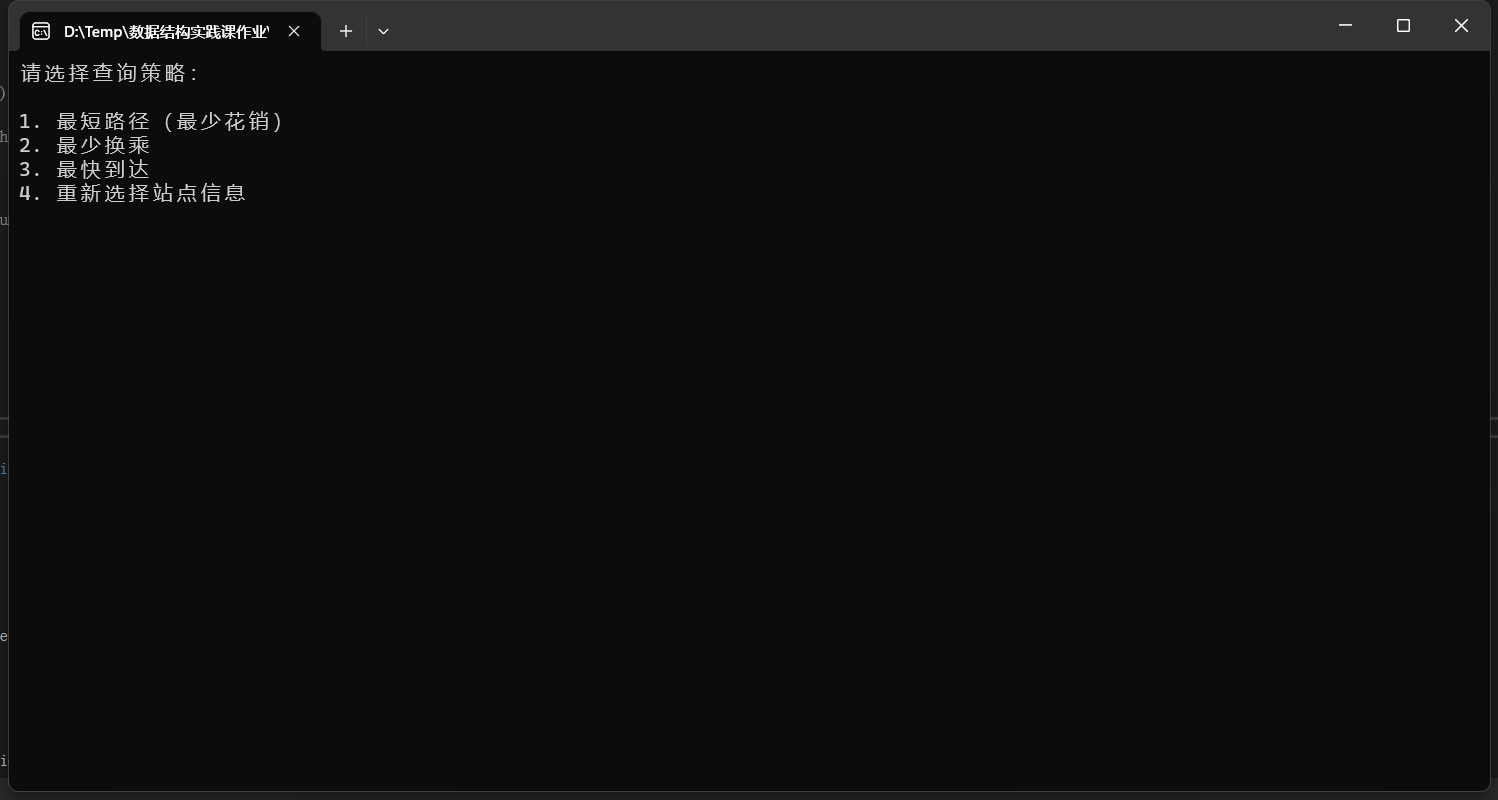 D:\Temp\数据结构实践课作业\
请选择查询策略：
1. 最短路径（最少花销）
2. 最少换乘
3. 最快到达
4. 重新选择站点信息
)
h
u
i
e
i